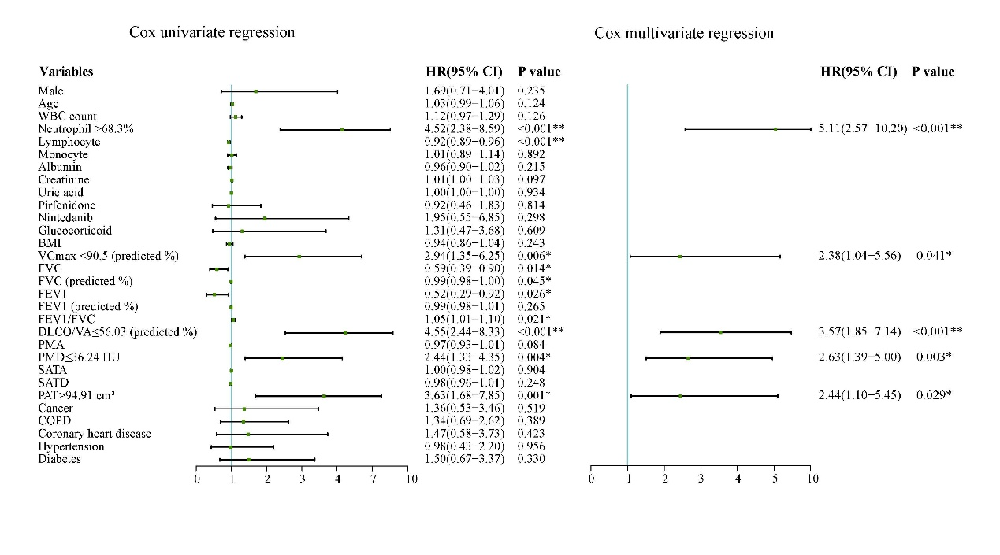 Cox univariate regression Cox multivariate regression
Variables HR(95% CI) P value HR(95% CI) P value
Male 1.69(0.71−4.01) 0.235
Age 1.03(0.99−1.06) 0.124
WBC count 1.12(0.97−1.29) 0.126
Neutrophil >68.3% 4.52(2.38−8.59) <0.001** 5.11(2.57−10.20) <0.001**
Lymphocyte 0.92(0.89−0.96) <0.001**
Monocyte 1.01(0.89−1.14) 0.892
Albumin 0.96(0.90−1.02) 0.215
Creatinine 1.01(1.00−1.03) 0.097
Uric acid 1.00(1.00−1.00) 0.934
Pirfenidone 0.92(0.46−1.83) 0.814
Nintedanib 1.95(0.55−6.85) 0.298
Glucocorticoid 1.31(0.47−3.68) 0.609
BMI 0.94(0.86−1.04) 0.243
VCmax <90.5 (predicted %) 2.94(1.35−6.25) 0.006* 2.38(1.04−5.56) 0.041*
FVC 0.59(0.39−0.90) 0.014*
FVC (predicted %) 0.99(0.98−1.00) 0.045*
FEV1 0.52(0.29−0.92) 0.026*
FEV1 (predicted %) 0.99(0.98−1.01) 0.265
FEV1/FVC 1.05(1.01−1.10) 0.021*
DLCO/VA≤56.03 (predicted %) 4.55(2.44−8.33) <0.001** 3.57(1.85−7.14) <0.001**
PMA 0.97(0.93−1.01) 0.084
PMD≤36.24 HU 2.44(1.33−4.35) 0.004* 2.63(1.39−5.00) 0.003*
SATA 1.00(0.98−1.02) 0.904
SATD 0.98(0.96−1.01) 0.248
PAT>94.91 cm³ 3.63(1.68−7.85) 0.001* 2.44(1.10−5.45) 0.029*
Cancer 1.36(0.53−3.46) 0.519
COPD 1.34(0.69−2.62) 0.389
Coronary heart disease 1.47(0.58−3.73) 0.423
Hypertension 0.98(0.43−2.20) 0.956
Diabetes 1.50(0.67−3.37) 0.330
0 1 2 3 4 7 10 0 1 2 3 4 5 10